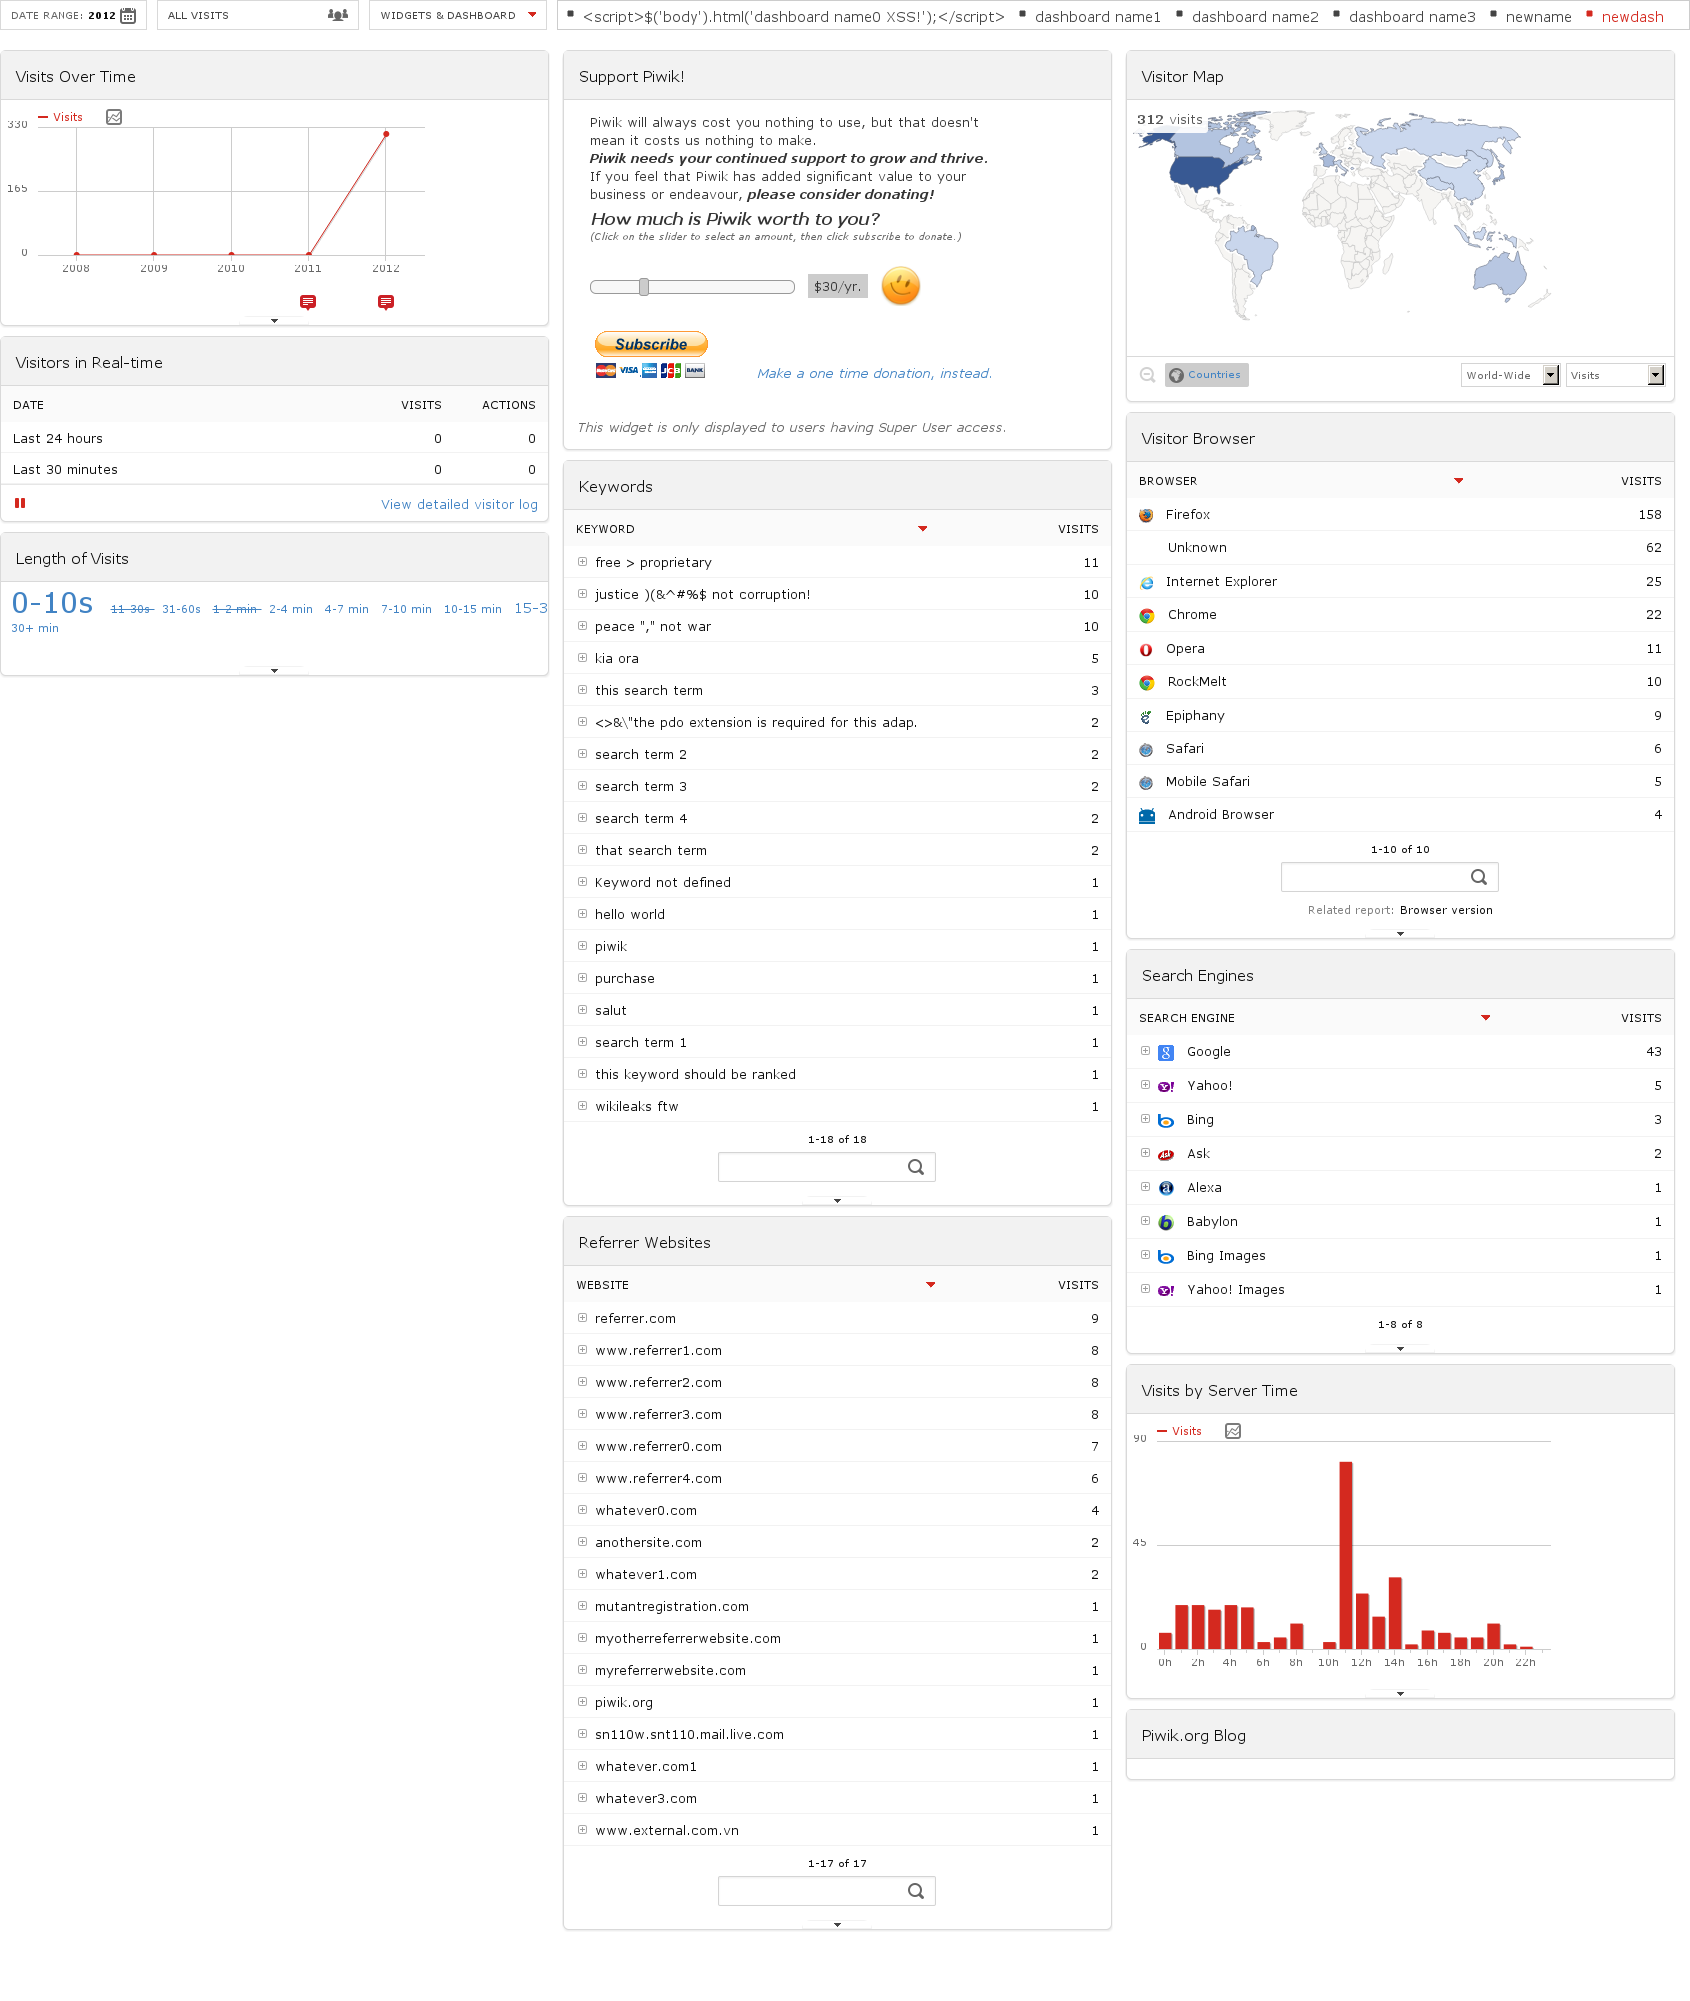 DATE RANGE: 2012
ALL VISITS
WIDGETS & DASHBOARD
<script>$('body').html('dashboard name0 XSS!');</script>
dashboard name1
dashboard name2
dashboard name3
newname
newdash
Visits Over Time
Visits
330
165
0
2008 2009 2010 2011 2012
Visitors in Real-time
DATE VISITS ACTIONS
Last 24 hours 0 0
Last 30 minutes 0 0
View detailed visitor log
Length of Visits
0-10s 11-30s 31-60s 1-2 min 2-4 min 4-7 min 7-10 min 10-15 min 15-3
30+ min
Support Piwik!
Piwik will always cost you nothing to use, but that doesn't
mean it costs us nothing to make.
Piwik needs your continued support to grow and thrive.
If you feel that Piwik has added significant value to your
business or endeavour, please consider donating!
How much is Piwik worth to you?
(Click on the slider to select an amount, then click subscribe to donate.)
$30/yr.
Subscribe
VISA JCB BANK
Make a one time donation, instead.
This widget is only displayed to users having Super User access.
Keywords
KEYWORD VISITS
free > proprietary 11
justice )(&^#%$ not corruption! 10
peace "," not war 10
kia ora 5
this search term 3
<>&\"the pdo extension is required for this adap. 2
search term 2 2
search term 3 2
search term 4 2
that search term 2
Keyword not defined 1
hello world 1
piwik 1
purchase 1
salut 1
search term 1 1
this keyword should be ranked 1
wikileaks ftw 1
1-18 of 18
Referrer Websites
WEBSITE VISITS
referrer.com 9
www.referrer1.com 8
www.referrer2.com 8
www.referrer3.com 8
www.referrer0.com 7
www.referrer4.com 6
whatever0.com 4
anothersite.com 2
whatever1.com 2
mutantregistration.com 1
myotherreferrerwebsite.com 1
myreferrerwebsite.com 1
piwik.org 1
sn110w.snt110.mail.live.com 1
whatever.com1 1
whatever3.com 1
www.external.com.vn 1
1-17 of 17
Visitor Map
312 visits
Countries
World-Wide
Visits
Visitor Browser
BROWSER VISITS
Firefox 158
Unknown 62
Internet Explorer 25
Chrome 22
Opera 11
RockMelt 10
Epiphany 9
Safari 6
Mobile Safari 5
Android Browser 4
1-10 of 10
Related report: Browser version
Search Engines
SEARCH ENGINE VISITS
Google 43
Yahoo! 5
Bing 3
Ask 2
Alexa 1
Babylon 1
Bing Images 1
Yahoo! Images 1
1-8 of 8
Visits by Server Time
Visits
90
45
0
0h 2h 4h 6h 8h 10h 12h 14h 16h 18h 20h 22h
Piwik.org Blog